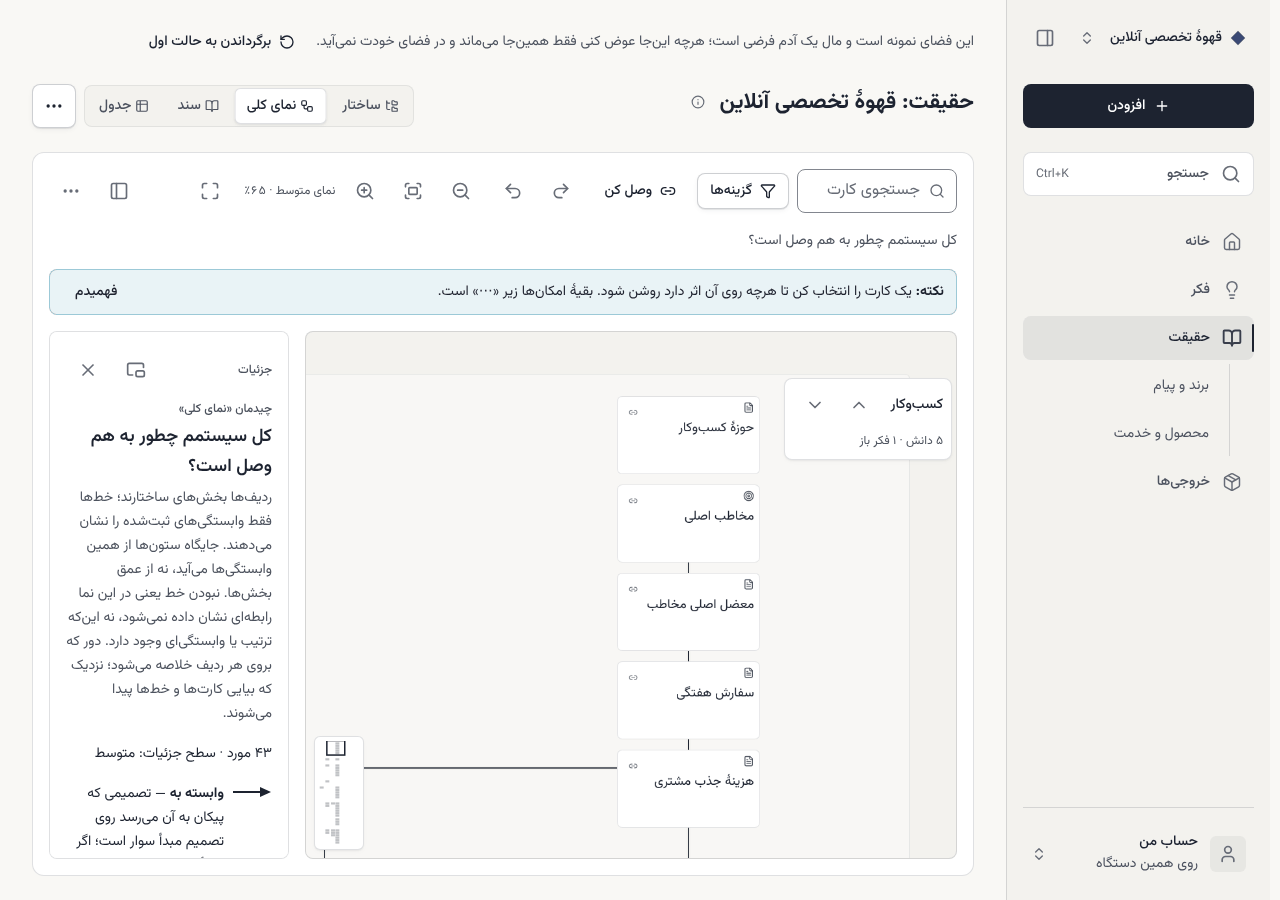 قهوهٔ تخصصی آنلاین
افزودن
جستجو
Ctrl+K
خانه
فکر
حقیقت
برند و پیام
محصول و خدمت
خروجی‌ها
حساب من
روی همین دستگاه
این فضای نمونه است و مال یک آدم فرضی است؛ هرچه این‌جا عوض کنی فقط همین‌جا می‌ماند و در فضای خودت نمی‌آید.
برگرداندن به حالت اول
حقیقت: قهوهٔ تخصصی آنلاین
ساختار
نمای کلی
سند
جدول
جستجوی کارت
گزینه‌ها
وصل کن
نمای متوسط · ۶۵٪
کل سیستمم چطور به هم وصل است؟
نکته: یک کارت را انتخاب کن تا هرچه روی آن اثر دارد روشن شود. بقیهٔ امکان‌ها زیر «···» است.
فهمیدم
کسب‌وکار
۵ دانش · ۱ فکر باز
حوزهٔ کسب‌وکار
مخاطب اصلی
معضل اصلی مخاطب
سفارش هفتگی
هزینهٔ جذب مشتری
جزئیات
چیدمان «نمای کلی»
کل سیستمم چطور به هم
وصل است؟
ردیف‌ها بخش‌های ساختارند؛ خط‌ها
فقط وابستگی‌های ثبت‌شده را نشان
می‌دهند. جایگاه ستون‌ها از همین
وابستگی‌ها می‌آید، نه از عمق
بخش‌ها. نبودن خط یعنی در این نما
رابطه‌ای نشان داده نمی‌شود، نه این‌که
ترتیب یا وابستگی‌ای وجود دارد. دور که
بروی هر ردیف خلاصه می‌شود؛ نزدیک
که بیایی کارت‌ها و خط‌ها پیدا
می‌شوند.
۴۳ مورد · سطح جزئیات: متوسط
وابسته به — تصمیمی که
پیکان به آن می‌رسد روی
تصمیم مبدأ سوار است؛ اگر